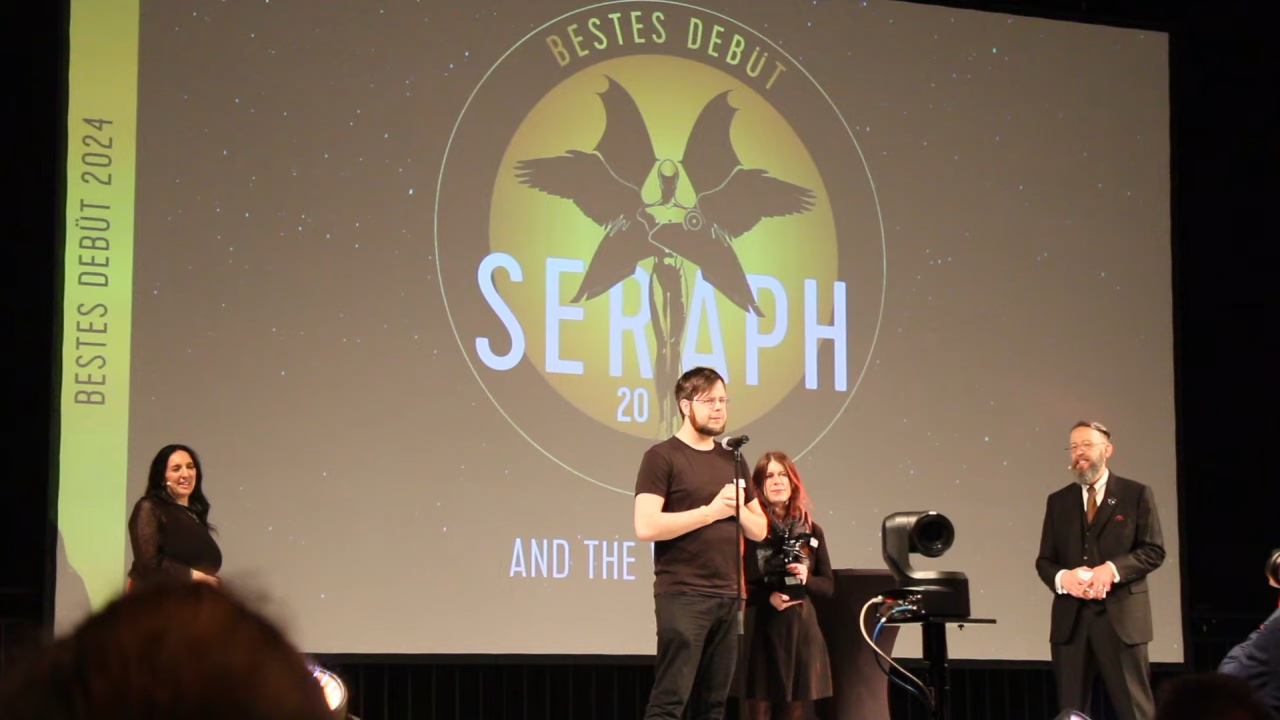 BESTES DEBÜT 2024
BESTES DEBÜT
SERAPH
20
AND THE